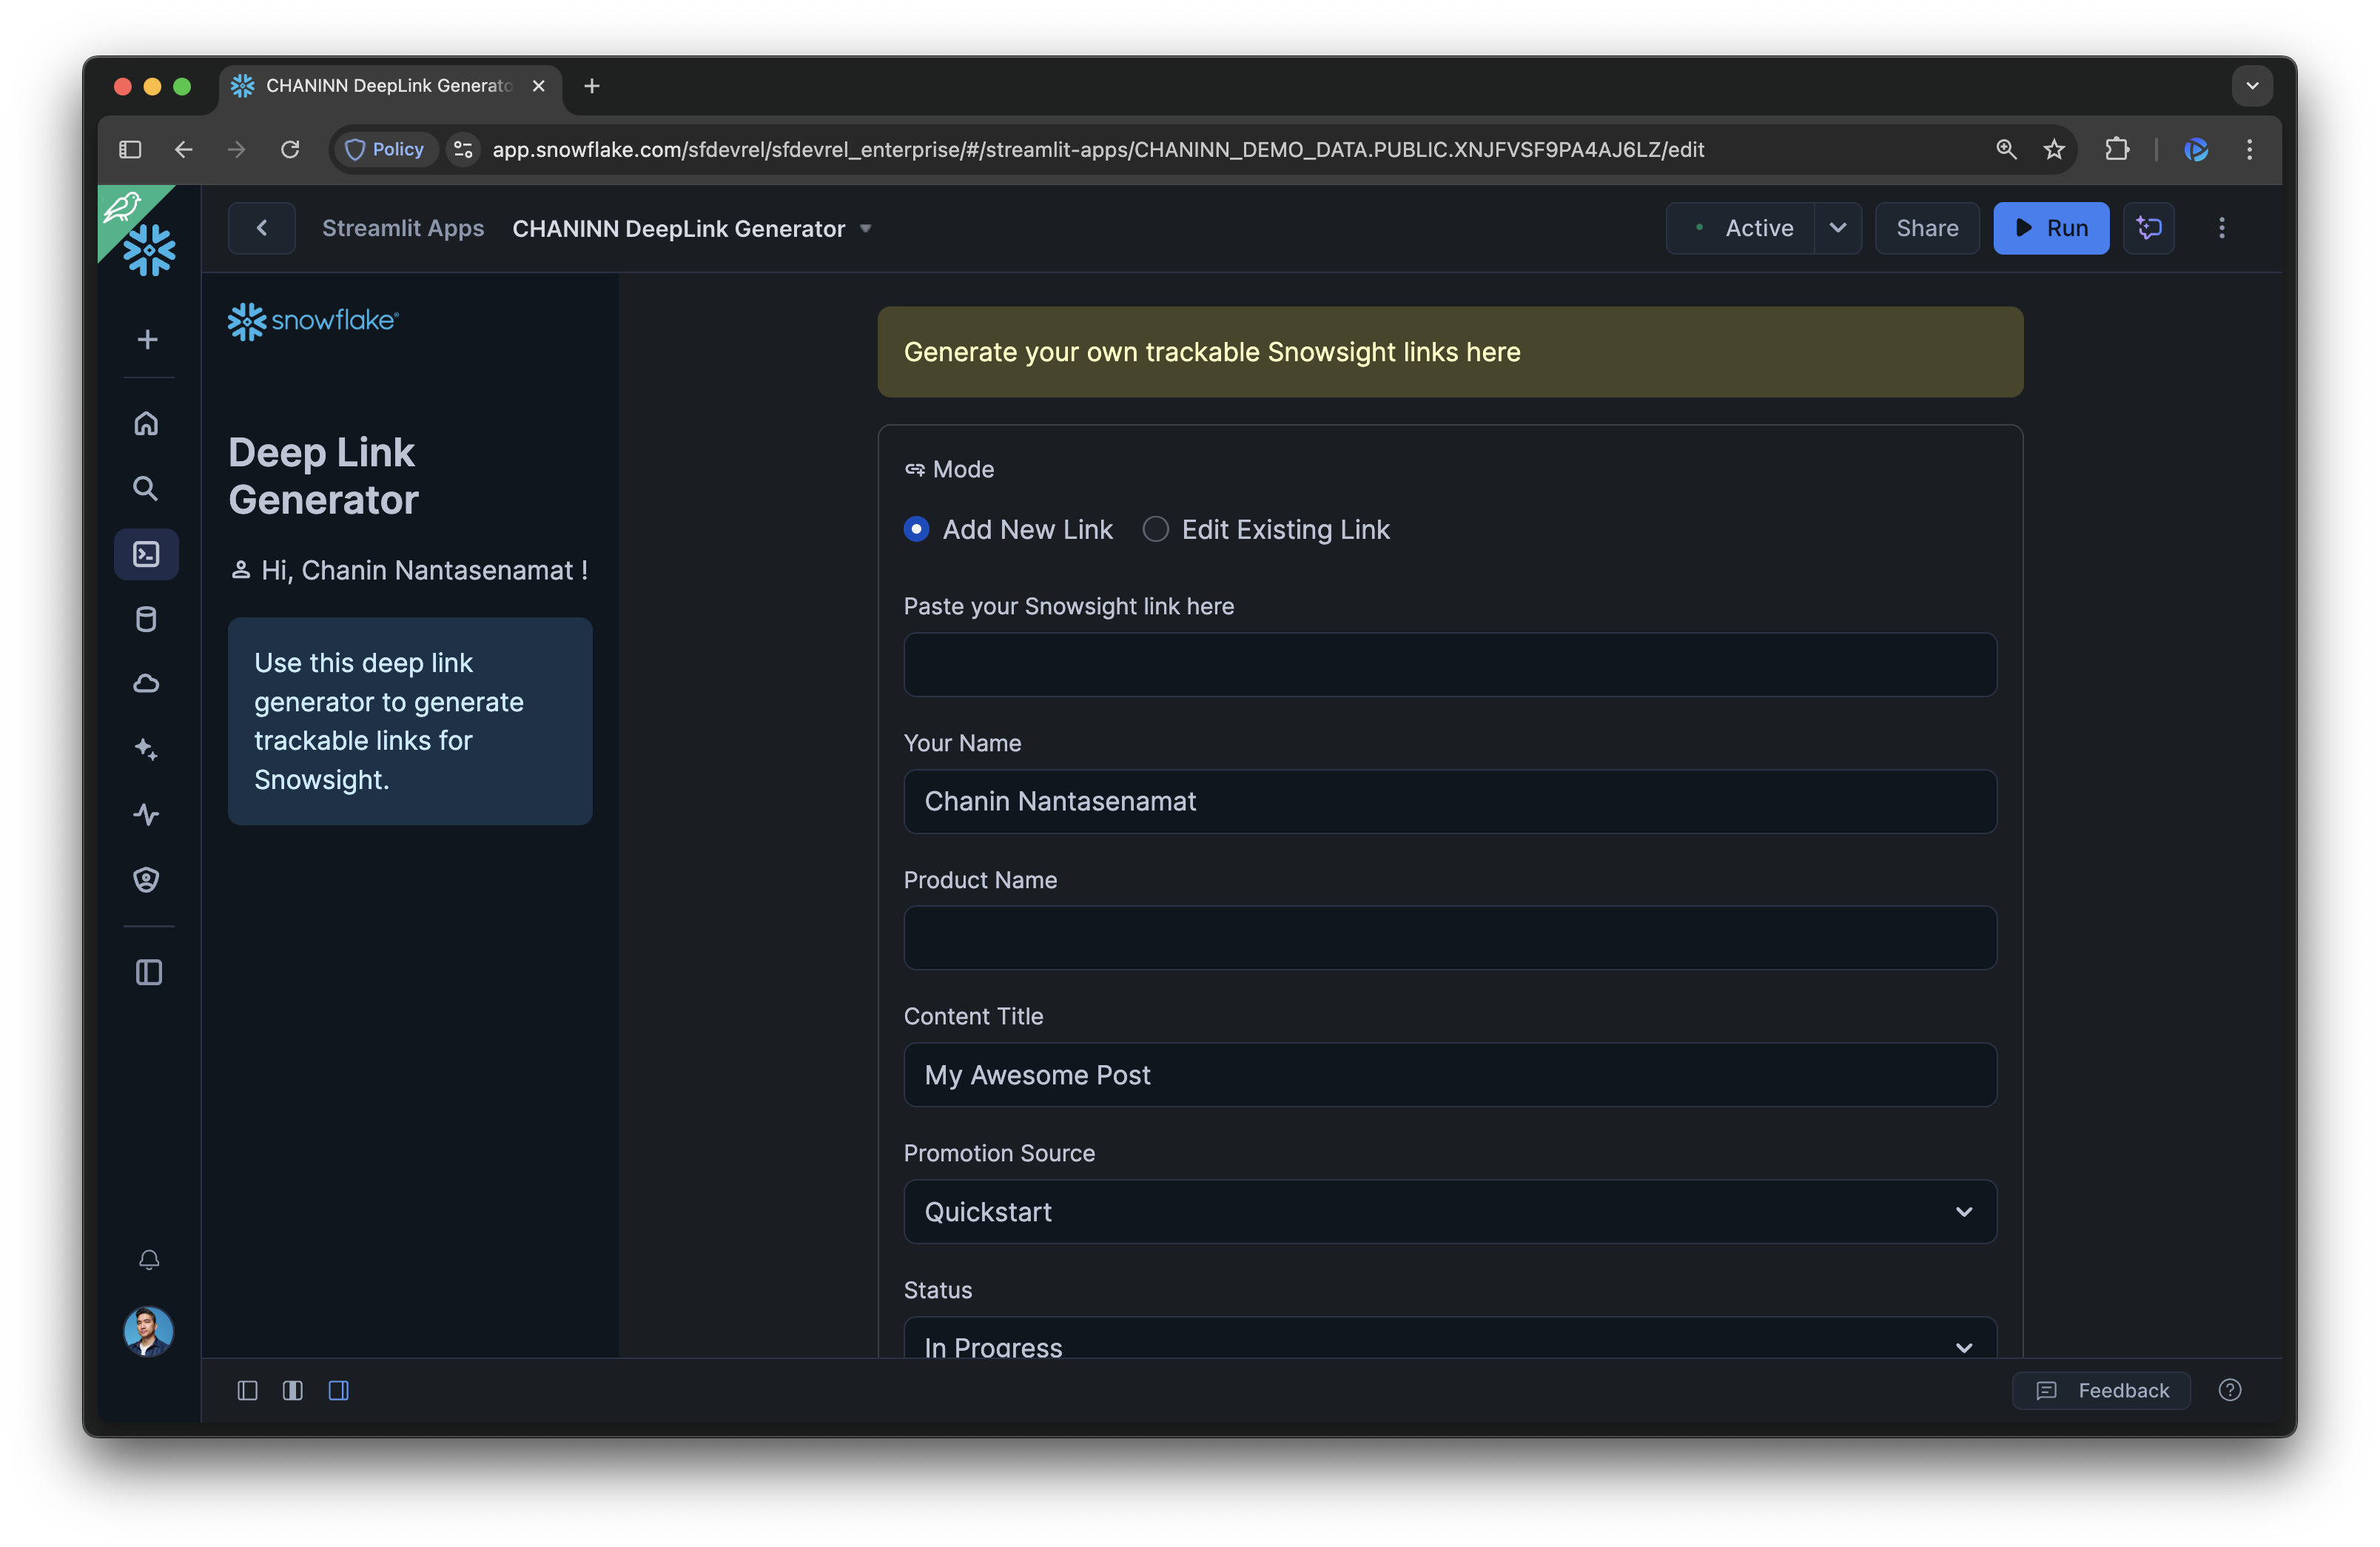 CHANINN DeepLink Generato
Policy
app.snowflake.com/sfdevrel/sfdevrel_enterprise/#/streamlit-apps/CHANINN_DEMO_DATA.PUBLIC.XNJFVSF9PA4AJ6LZ/edit
Streamlit Apps
CHANINN DeepLink Generator
Active
Share
Run
snowflake®
Deep Link
Generator
Hi, Chanin Nantasenamat !
Use this deep link
generator to generate
trackable links for
Snowsight.
Generate your own trackable Snowsight links here
Mode
Add New Link
Edit Existing Link
Paste your Snowsight link here
Your Name
Chanin Nantasenamat
Product Name
Content Title
My Awesome Post
Promotion Source
Quickstart
Status
In Progress
Feedback